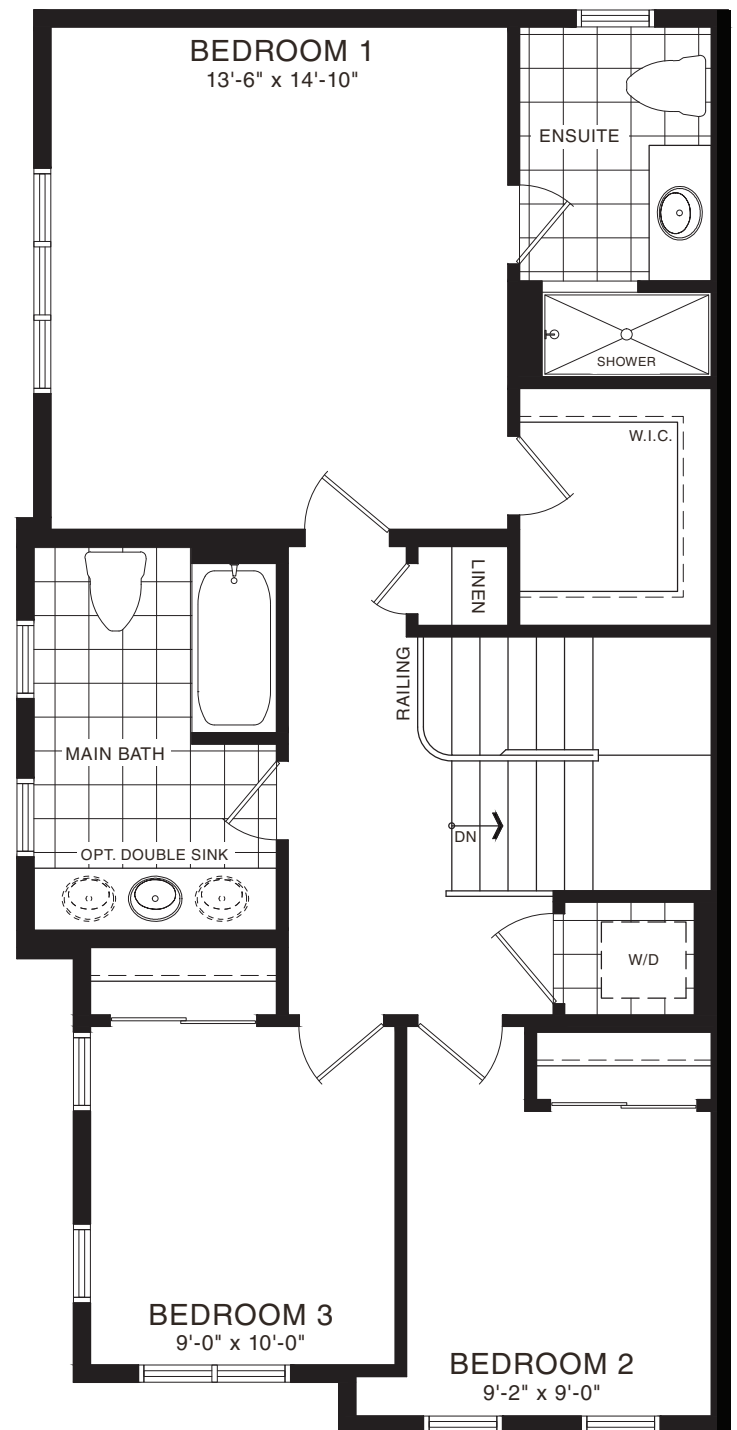 BEDROOM 1
13'-6" x 14'-10"
ENSUITE
SHOWER
W.I.C.
LINEN
RAILING
MAIN BATH
DN
OPT. DOUBLE SINK
W/D
BEDROOM 3
9'-0" x 10'-0"
BEDROOM 2
9'-2" x 9'-0"